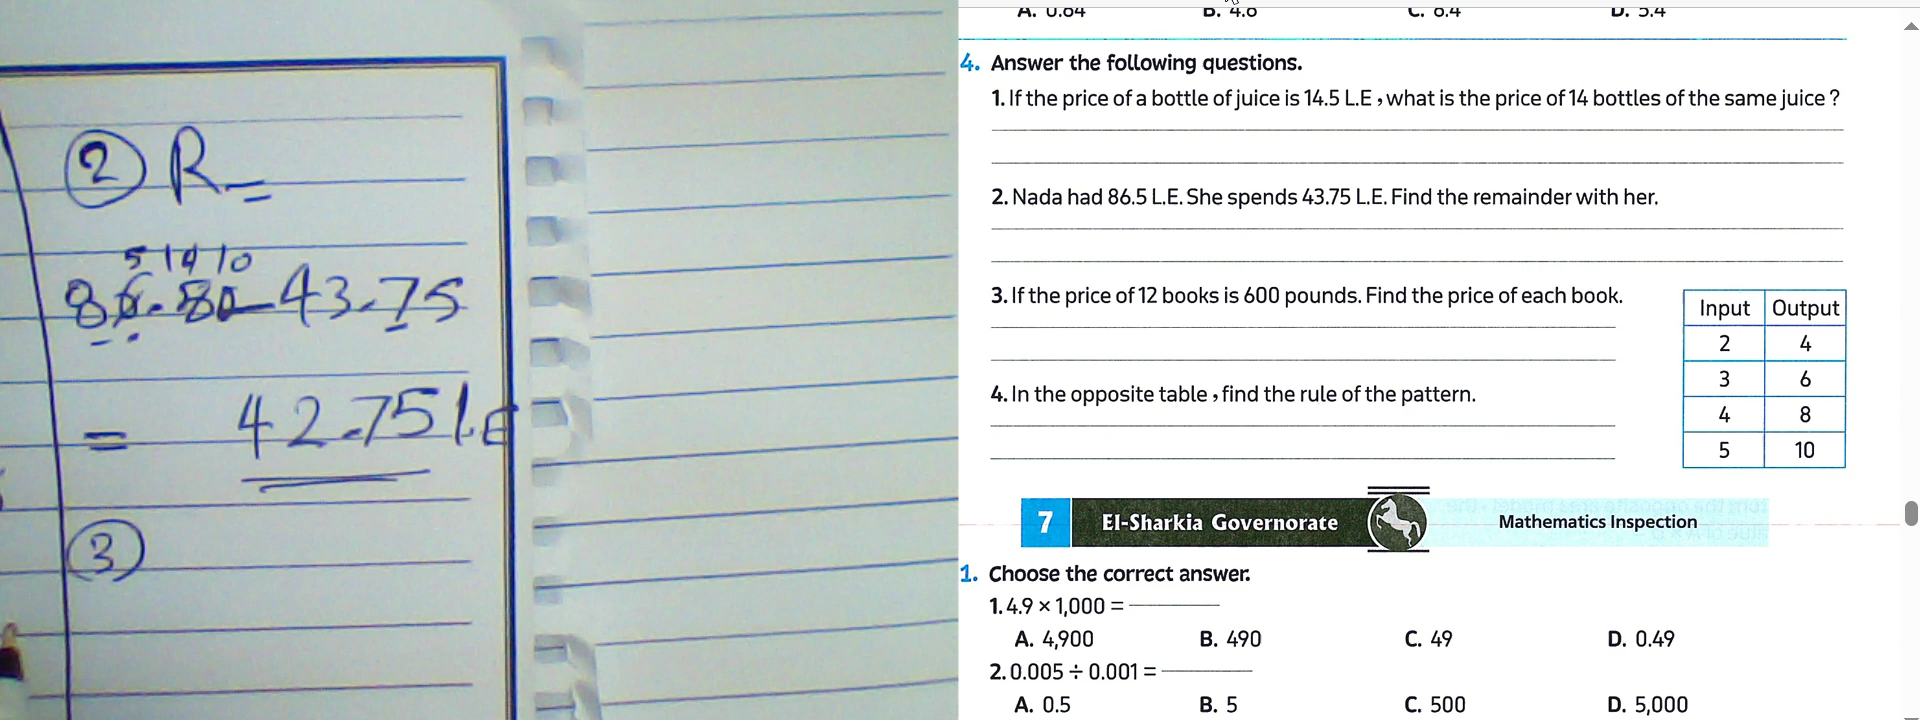 ② R=
5 14 10
86.50-43.75
= 42.75 L.E
③
A. 0.64 B. 4.6 C. 6.4 D. 5.4
4. Answer the following questions.
1. If the price of a bottle of juice is 14.5 L.E , what is the price of 14 bottles of the same juice ?
2. Nada had 86.5 L.E. She spends 43.75 L.E. Find the remainder with her.
3. If the price of 12 books is 600 pounds. Find the price of each book.
4. In the opposite table , find the rule of the pattern.
Input Output
2 4
3 6
4 8
5 10
7 El-Sharkia Governorate Mathematics Inspection
1. Choose the correct answer.
1. 4.9 × 1,000 =
A. 4,900 B. 490 C. 49 D. 0.49
2. 0.005 ÷ 0.001 =
A. 0.5 B. 5 C. 500 D. 5,000